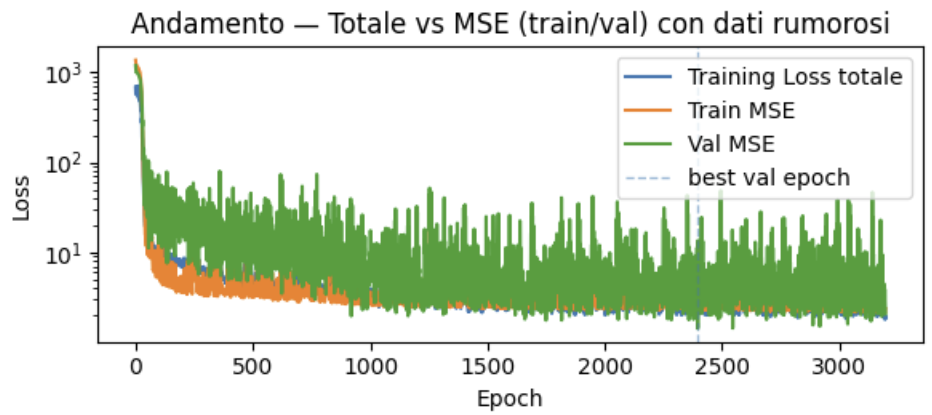 Andamento — Totale vs MSE (train/val) con dati rumorosi
Loss
10³
10²
10¹
Training Loss totale
Train MSE
Val MSE
best val epoch
0 500 1000 1500 2000 2500 3000
Epoch